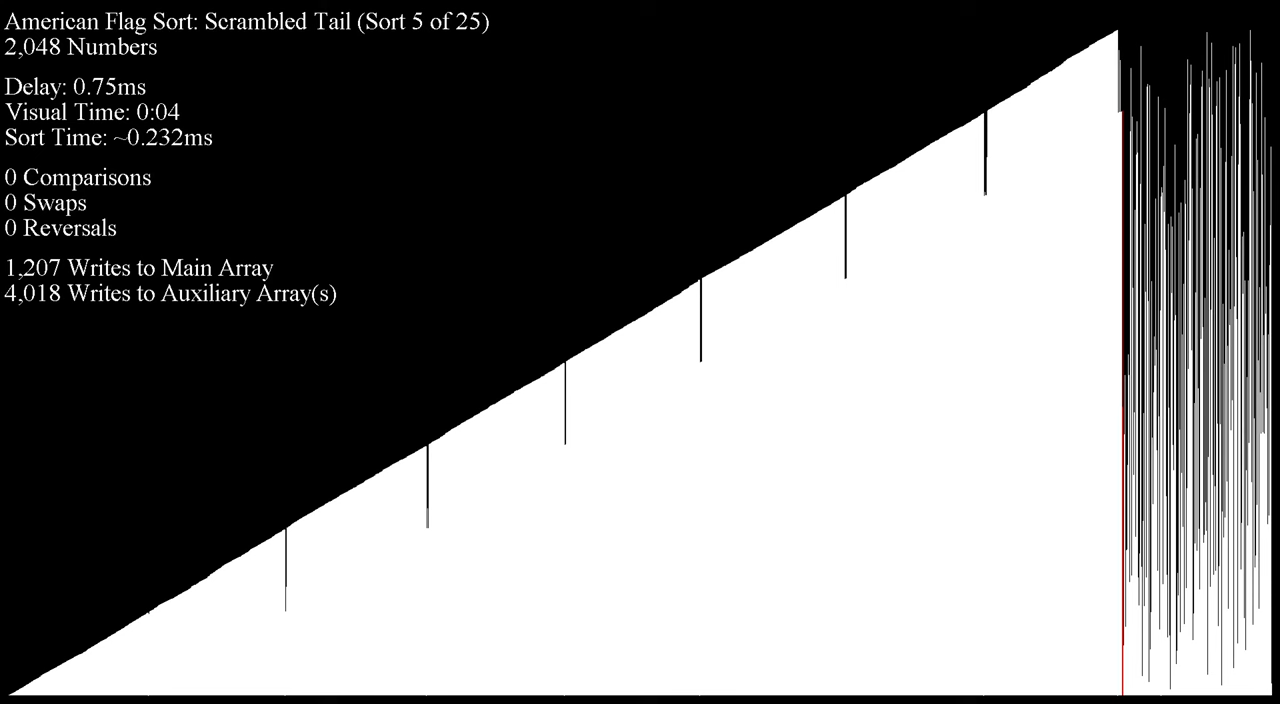 American Flag Sort: Scrambled Tail (Sort 5 of 25)
2,048 Numbers
Delay: 0.75ms
Visual Time: 0:04
Sort Time: ~0.232ms
0 Comparisons
0 Swaps
0 Reversals
1,207 Writes to Main Array
4,018 Writes to Auxiliary Array(s)